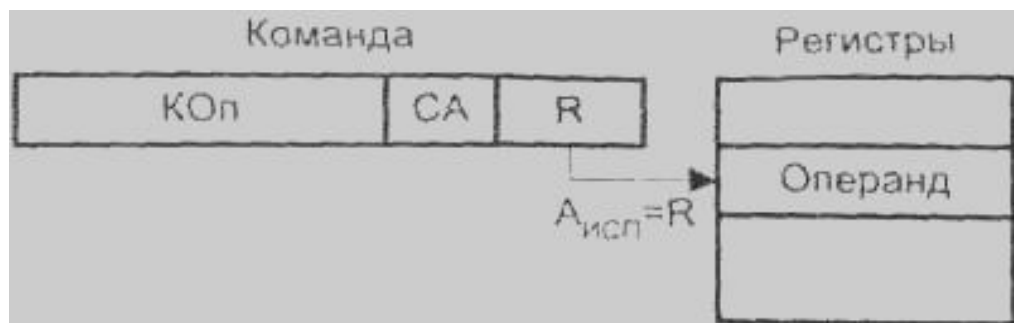 Команда
Регистры
КОп СА R
Операнд
Aисп=R